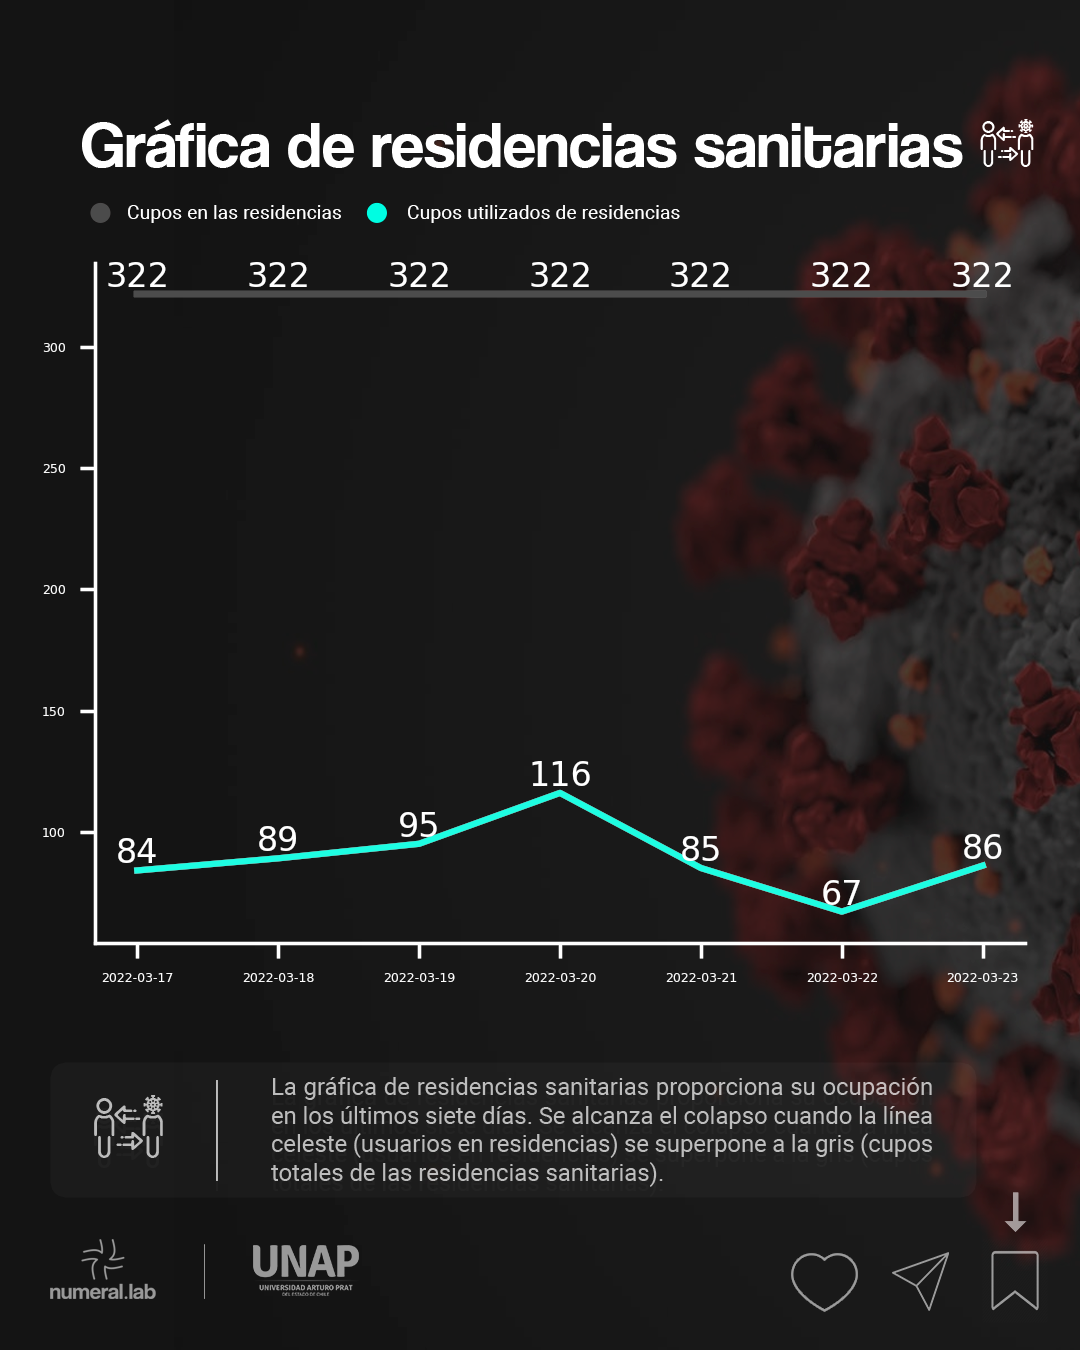 Gráfica de residencias sanitarias
Cupos en las residencias
Cupos utilizados de residencias
322 322 322 322 322 322 322
300
250
200
150
100
84 89 95 116 85 67 86
2022-03-17 2022-03-18 2022-03-19 2022-03-20 2022-03-21 2022-03-22 2022-03-23
La gráfica de residencias sanitarias proporciona su ocupación
en los últimos siete días. Se alcanza el colapso cuando la línea
celeste (usuarios en residencias) se superpone a la gris (cupos
totales de las residencias sanitarias).
numeral.lab
UNAP
UNIVERSIDAD ARTURO PRAT
DEL ESTADO DE CHILE